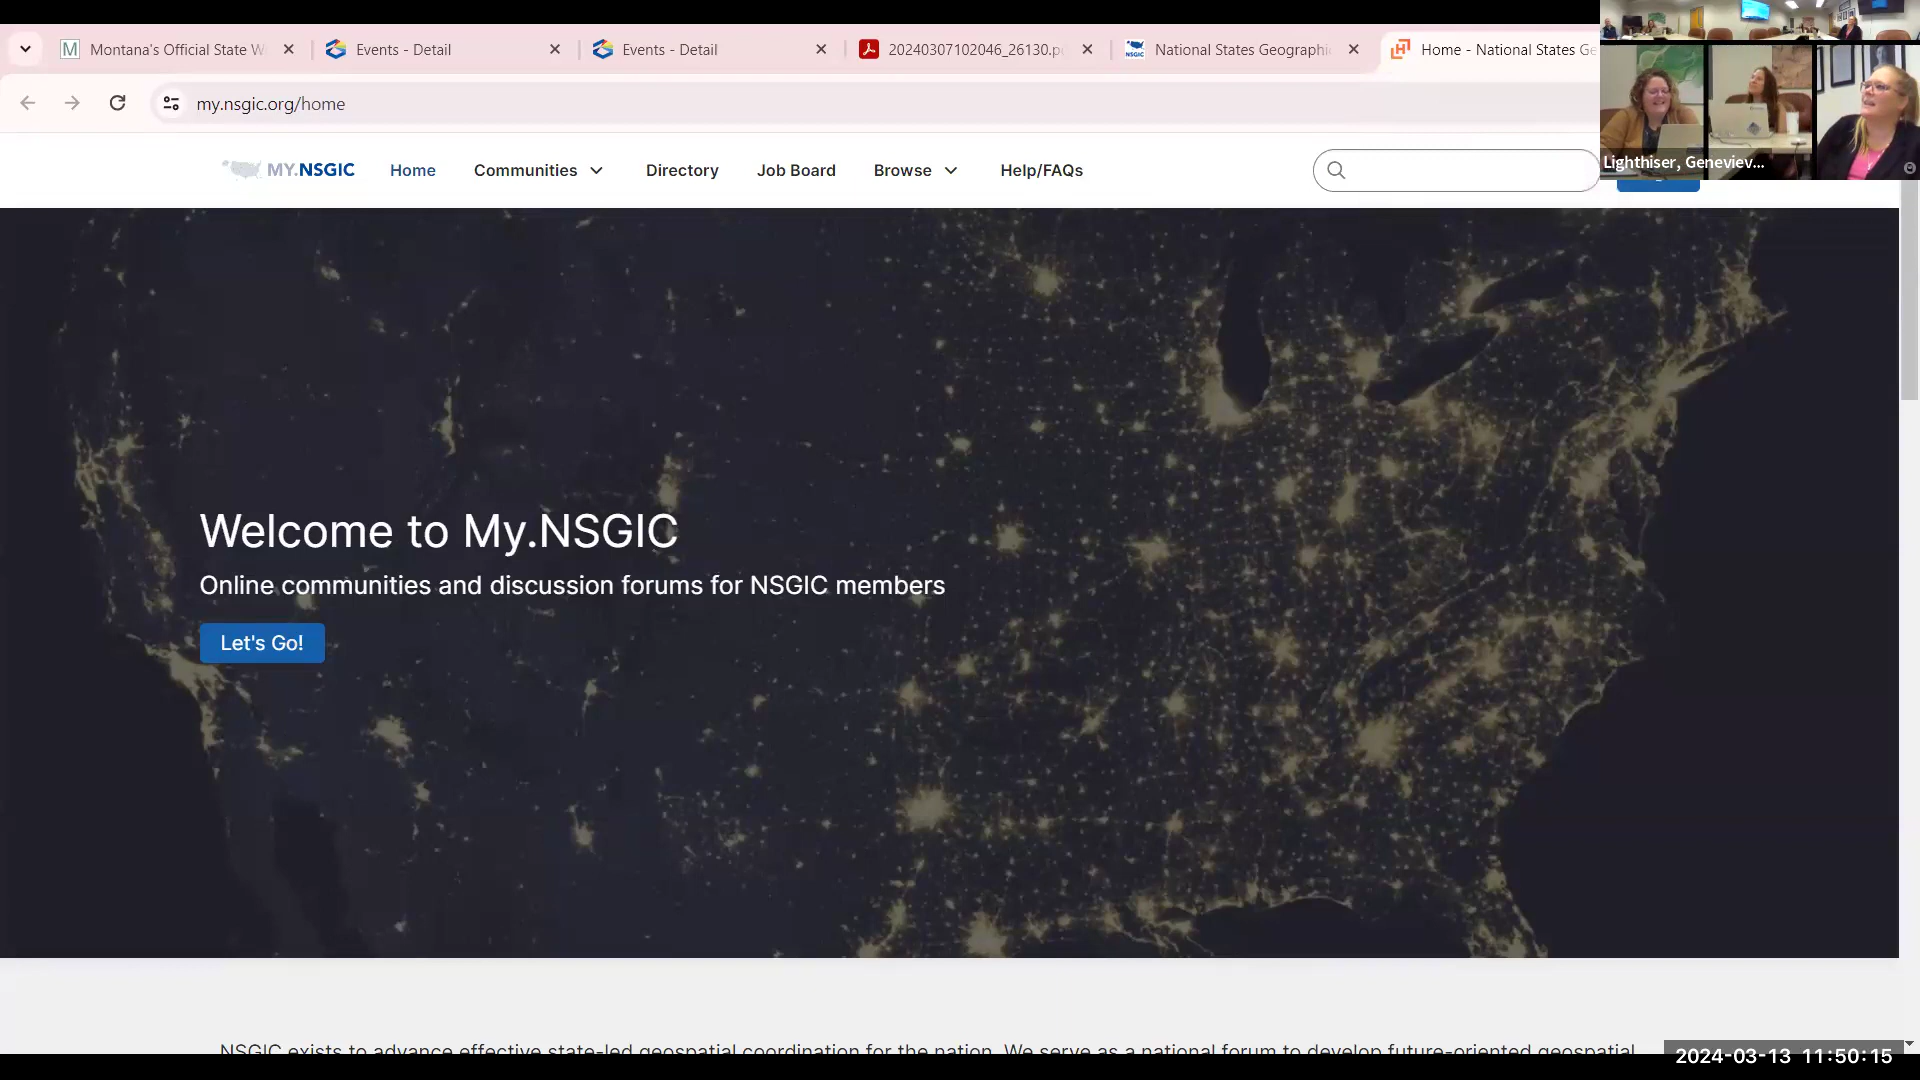 Montana's Official State W
Events - Detail
Events - Detail
20240307102046_26130.p
National States Geographi
Home - National States Ge
my.nsgic.org/home
MY.NSGIC
Home
Communities
Directory
Job Board
Browse
Help/FAQs
Lighthiser, Geneviev...
Welcome to My.NSGIC
Online communities and discussion forums for NSGIC members
Let's Go!
NSGIC exists to advance effective state-led geospatial coordination for the nation. We serve as a national forum to develop future-oriented geospatial
2024-03-13 11:50:15